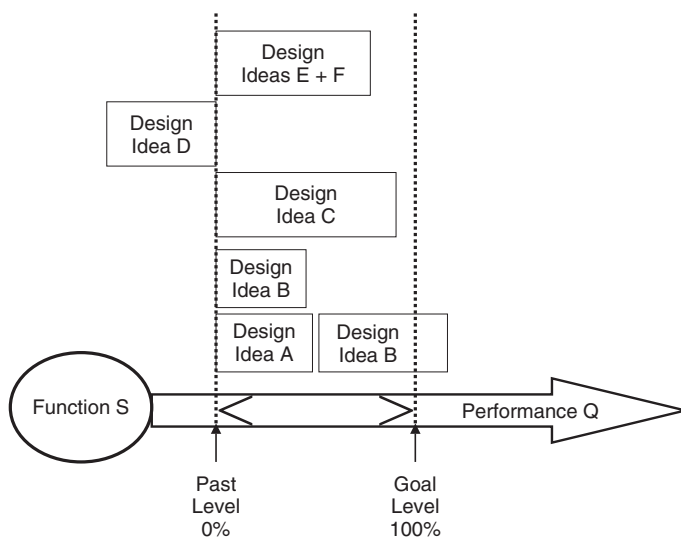 Design
Ideas E + F
Design
Idea D
Design
Idea C
Design
Idea B
Design
Idea A
Design
Idea B
Function S
Performance Q
Past
Level
0%
Goal
Level
100%